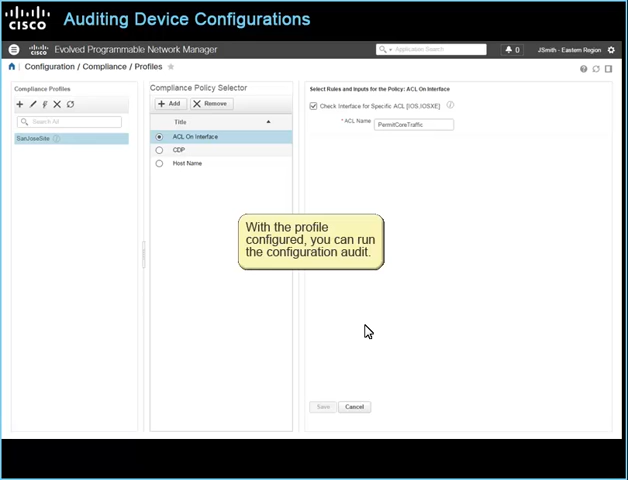 CISCO
Auditing Device Configurations
CISCO
Evolved Programmable Network Manager
Application Search
0
JSmith - Eastern Region
Configuration / Compliance / Profiles
Compliance Profiles
Search All
SanJoseSite
Compliance Policy Selector
Add
Remove
Title
ACL On Interface
CDP
Host Name
Select Rules and Inputs for the Policy: ACL On Interface
Check Interface for Specific ACL [IOS,IOSXE]
* ACL Name
PermitCoreTraffic
With the profile
configured, you can run
the configuration audit.
Save
Cancel